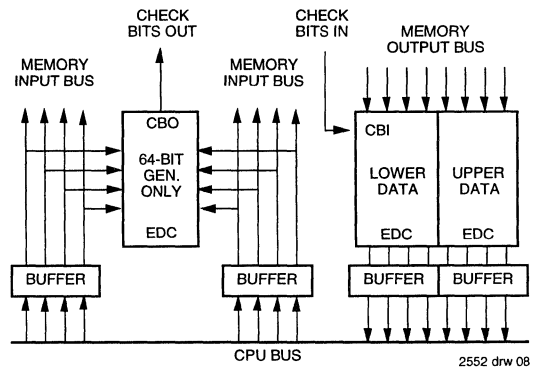 CHECK
BITS OUT
CHECK
BITS IN
MEMORY
INPUT BUS
MEMORY
INPUT BUS
MEMORY
OUTPUT BUS
CBO
64-BIT
GEN.
ONLY
EDC
CBI
LOWER
DATA
EDC
UPPER
DATA
EDC
BUFFER
BUFFER
BUFFER
BUFFER
CPU BUS
2552 drw 08